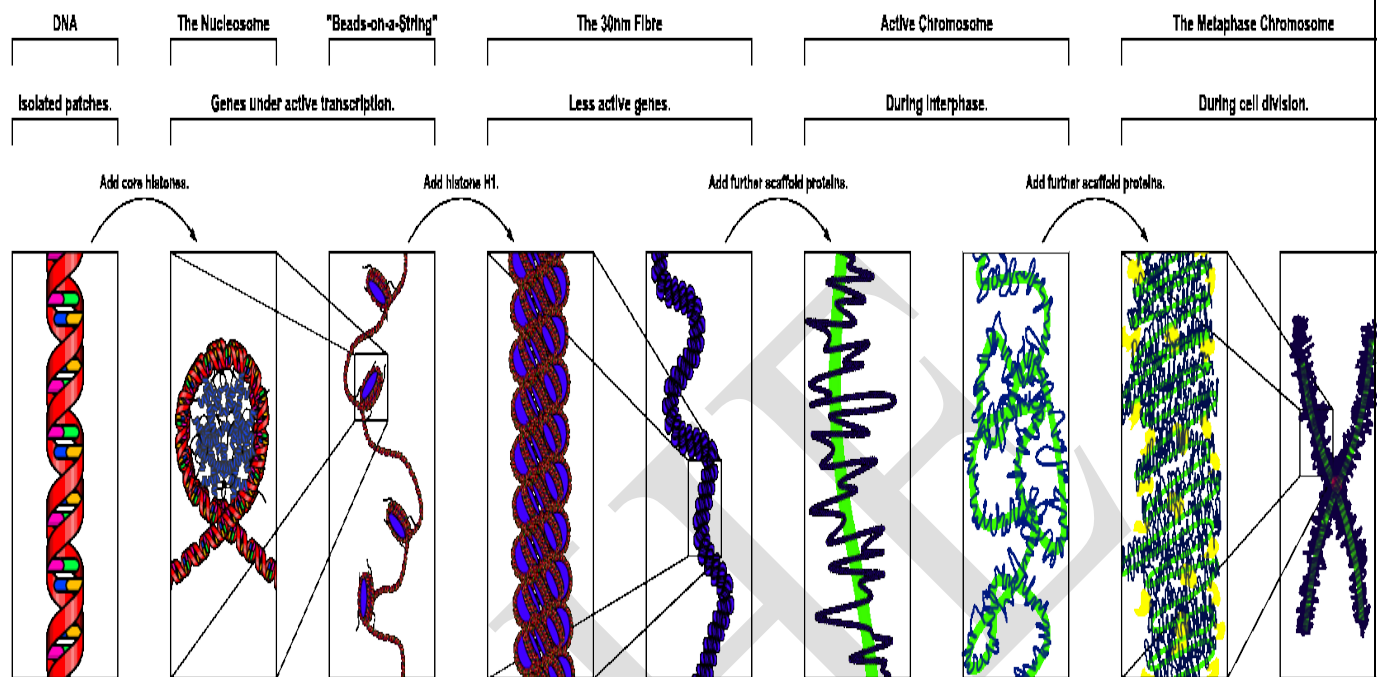 DNA
The Nucleosome
"Beads-on-a-String"
The 30nm Fibre
Active Chromosome
The Metaphase Chromosome
Isolated patches.
Genes under active transcription.
Less active genes.
During interphase.
During cell division.
Add core histones.
Add histone H1.
Add further scaffold proteins.
Add further scaffold proteins.